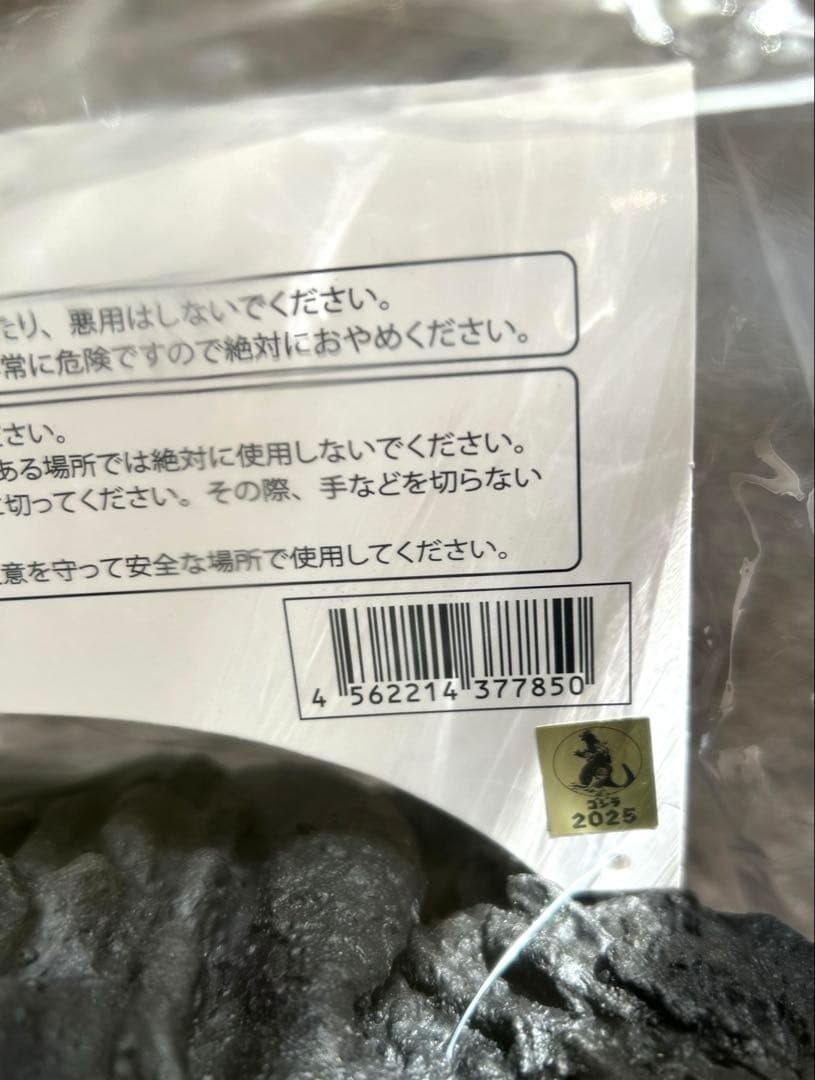 たり、悪用はしないでください。
常に危険ですので絶対におやめください。
ださい。
ある場所では絶対に使用しないでください。
と切ってください。その際、手などを切らない
意を守って安全な場所で使用してください。
4 562214 377850
ゴジラ
2025